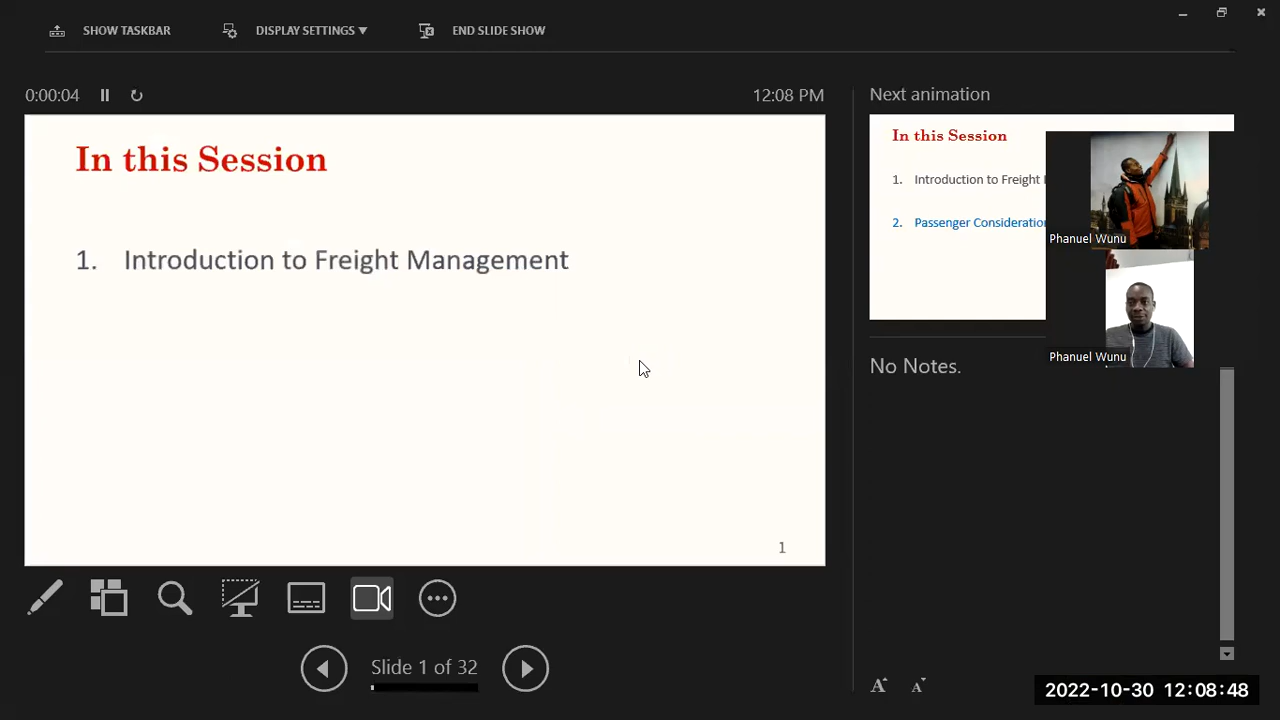 SHOW TASKBAR
DISPLAY SETTINGS
END SLIDE SHOW
0:00:04
12:08 PM
In this Session
1. Introduction to Freight Management
1
Slide 1 of 32
Next animation
In this Session
1. Introduction to Freight
2. Passenger Consideration
Phanuel Wunu
Phanuel Wunu
No Notes.
A A
2022-10-30 12:08:48